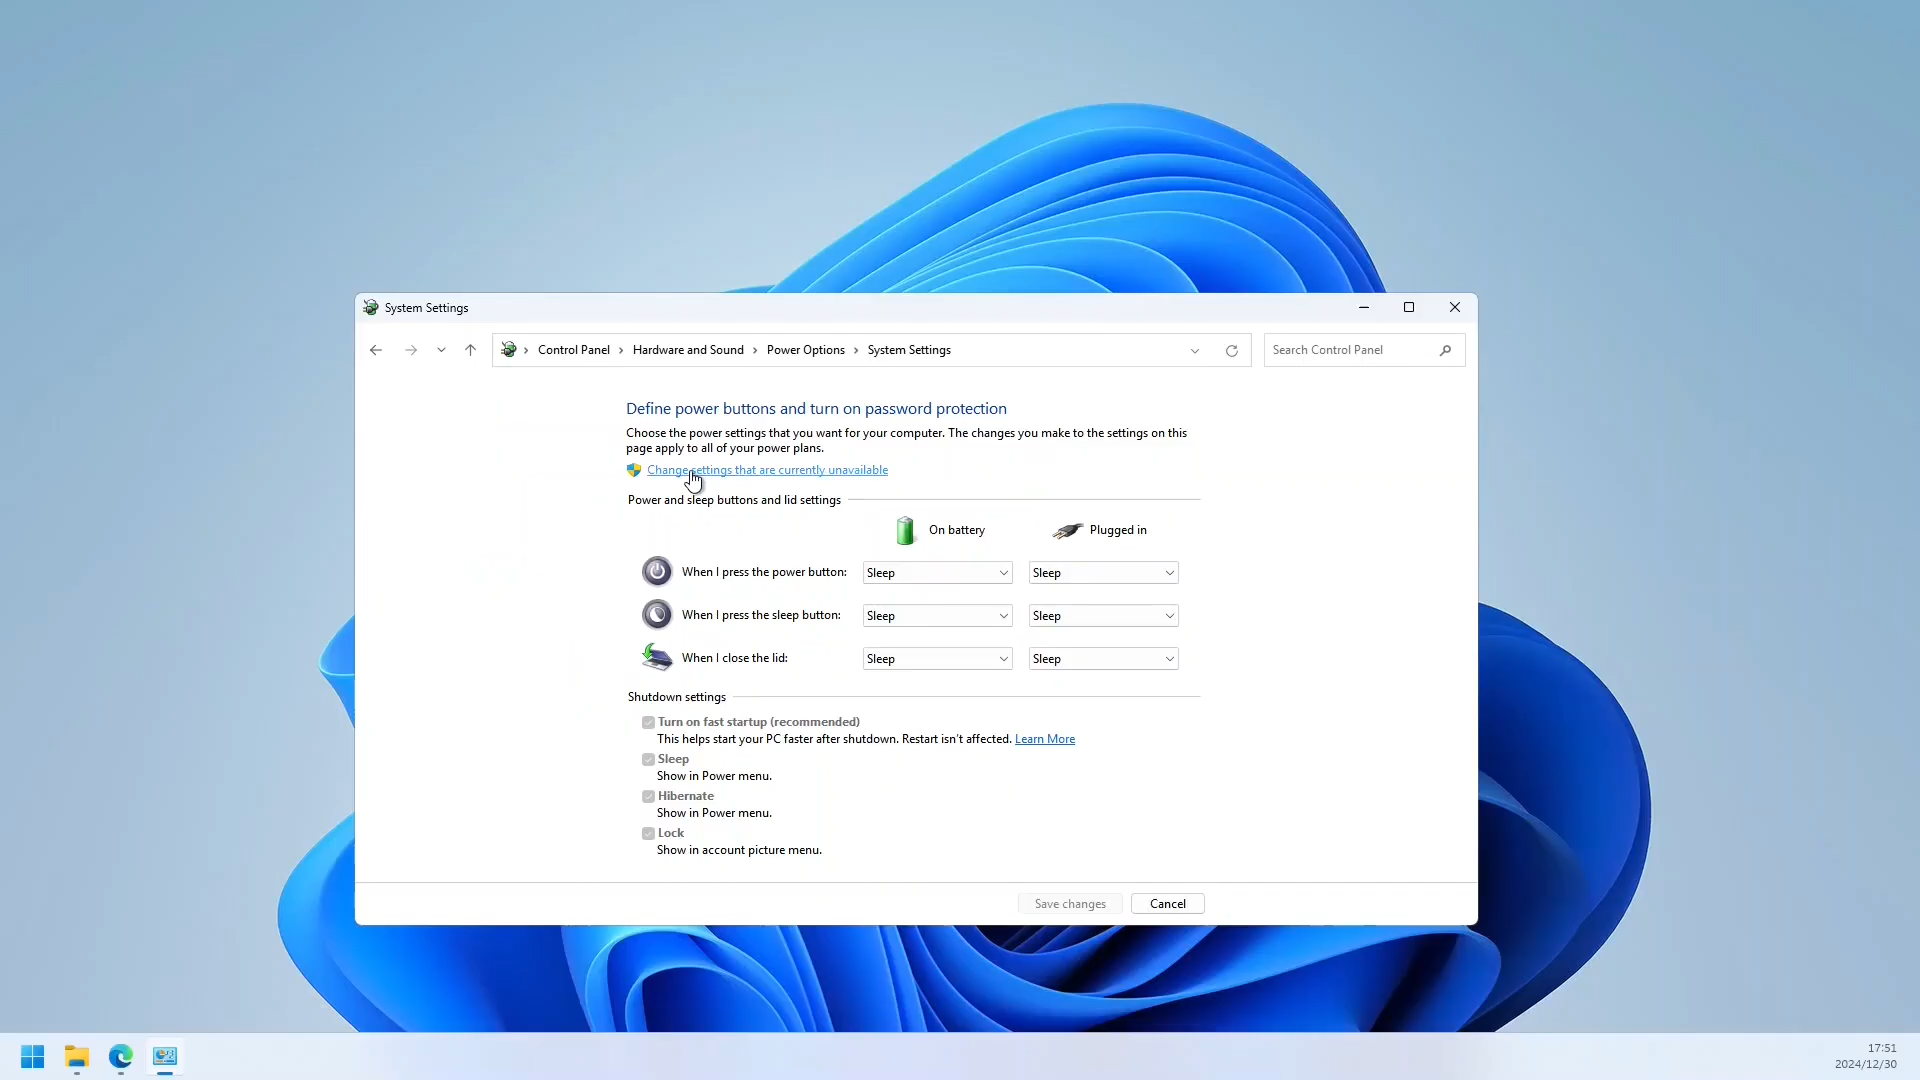 System Settings
Control Panel > Hardware and Sound > Power Options > System Settings
Search Control Panel
Define power buttons and turn on password protection
Choose the power settings that you want for your computer. The changes you make to the settings on this
page apply to all of your power plans.
Change settings that are currently unavailable
Power and sleep buttons and lid settings
On battery Plugged in
When I press the power button: Sleep Sleep
When I press the sleep button: Sleep Sleep
When I close the lid: Sleep Sleep
Shutdown settings
Turn on fast startup (recommended)
This helps start your PC faster after shutdown. Restart isn't affected. Learn More
Sleep
Show in Power menu.
Hibernate
Show in Power menu.
Lock
Show in account picture menu.
Save changes Cancel
17:51
2024/12/30